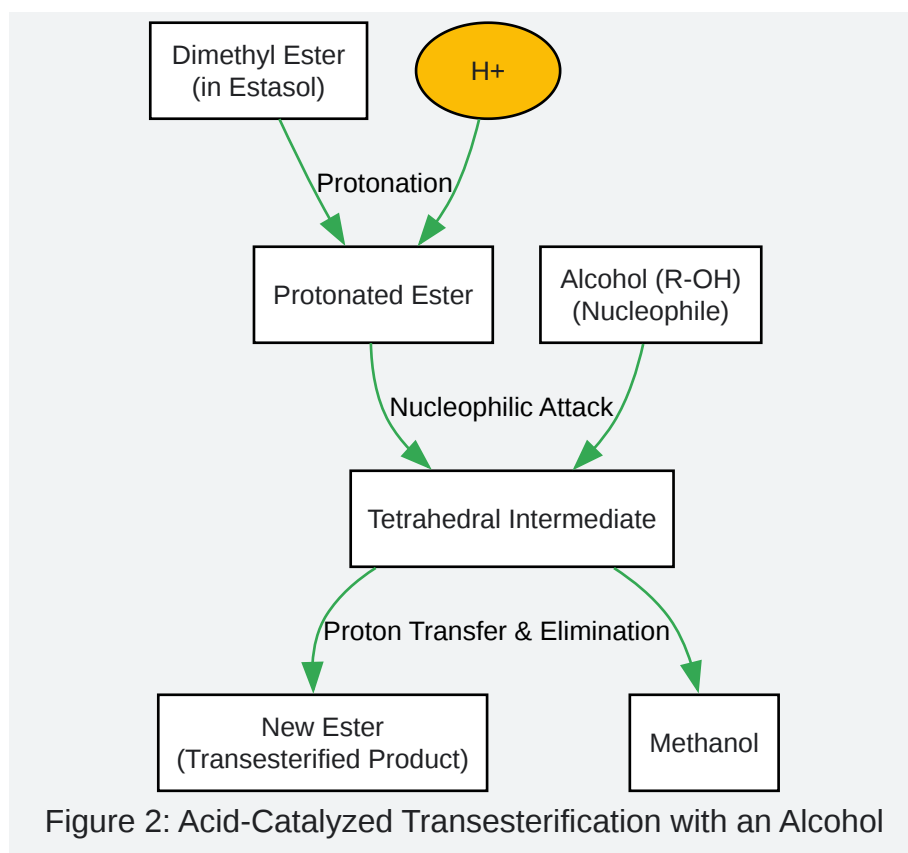 Dimethyl Ester
(in Estasol)
H+
Protonation
Protonated Ester
Alcohol (R-OH)
(Nucleophile)
Nucleophilic Attack
Tetrahedral Intermediate
Proton Transfer & Elimination
New Ester
(Transesterified Product)
Methanol
Figure 2: Acid-Catalyzed Transesterification with an Alcohol